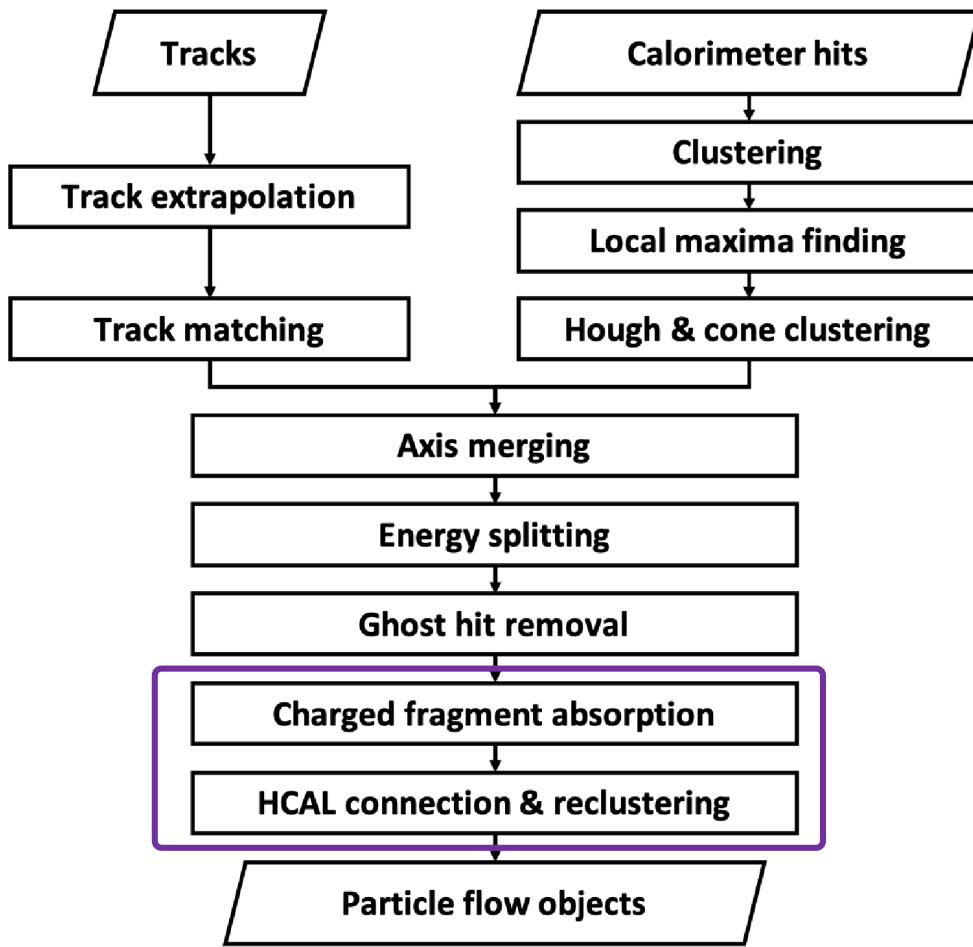 Tracks
Calorimeter hits
Clustering
Track extrapolation
Local maxima finding
Track matching
Hough & cone clustering
Axis merging
Energy splitting
Ghost hit removal
Charged fragment absorption
HCAL connection & reclustering
Particle flow objects